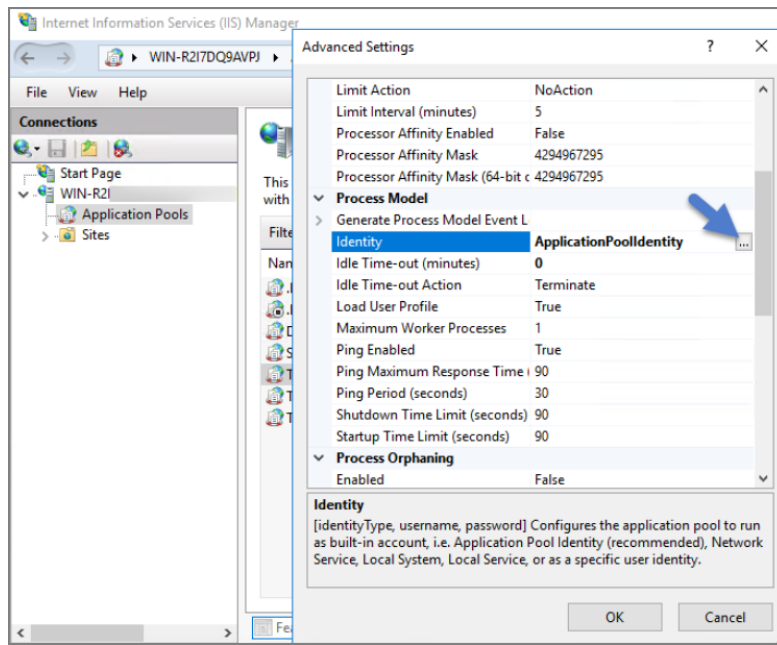 Internet Information Services (IIS) Manager
WIN-R2I7DQ9AVPJ
File View Help
Connections
Start Page
WIN-R2I
Application Pools
Sites
This
with
Filte
Nan
Fea
Advanced Settings
? X
Limit Action NoAction
Limit Interval (minutes) 5
Processor Affinity Enabled False
Processor Affinity Mask 4294967295
Processor Affinity Mask (64-bit c 4294967295
Process Model
Generate Process Model Event L
Identity ApplicationPoolIdentity ...
Idle Time-out (minutes) 0
Idle Time-out Action Terminate
Load User Profile True
Maximum Worker Processes 1
Ping Enabled True
Ping Maximum Response Time ( 90
Ping Period (seconds) 30
Shutdown Time Limit (seconds) 90
Startup Time Limit (seconds) 90
Process Orphaning
Enabled False
Identity
[identityType, username, password] Configures the application pool to run
as built-in account, i.e. Application Pool Identity (recommended), Network
Service, Local System, Local Service, or as a specific user identity.
OK Cancel